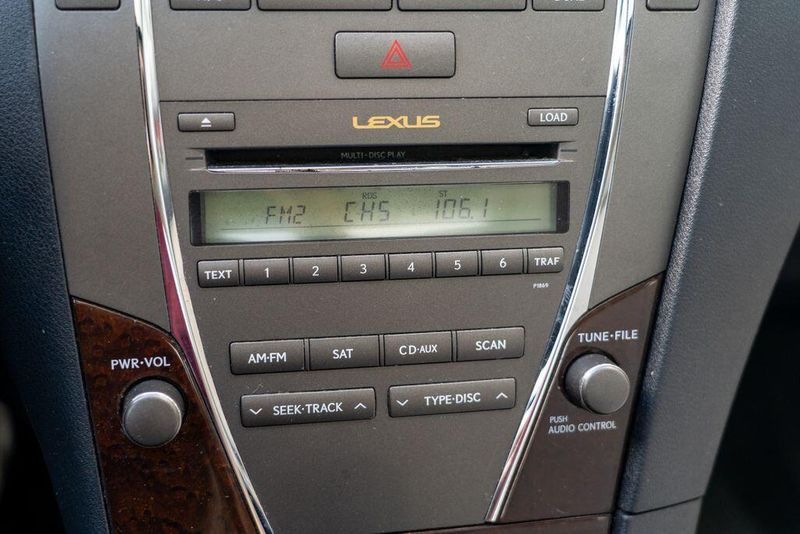 LEXUS
LOAD
MULTI-DISC PLAY
RDS ST
FM2 CH5 106.1
TEXT 1 2 3 4 5 6 TRAF
P1869
AM·FM SAT CD·AUX SCAN
TUNE·FILE
PWR·VOL
SEEK·TRACK TYPE·DISC
PUSH
AUDIO CONTROL